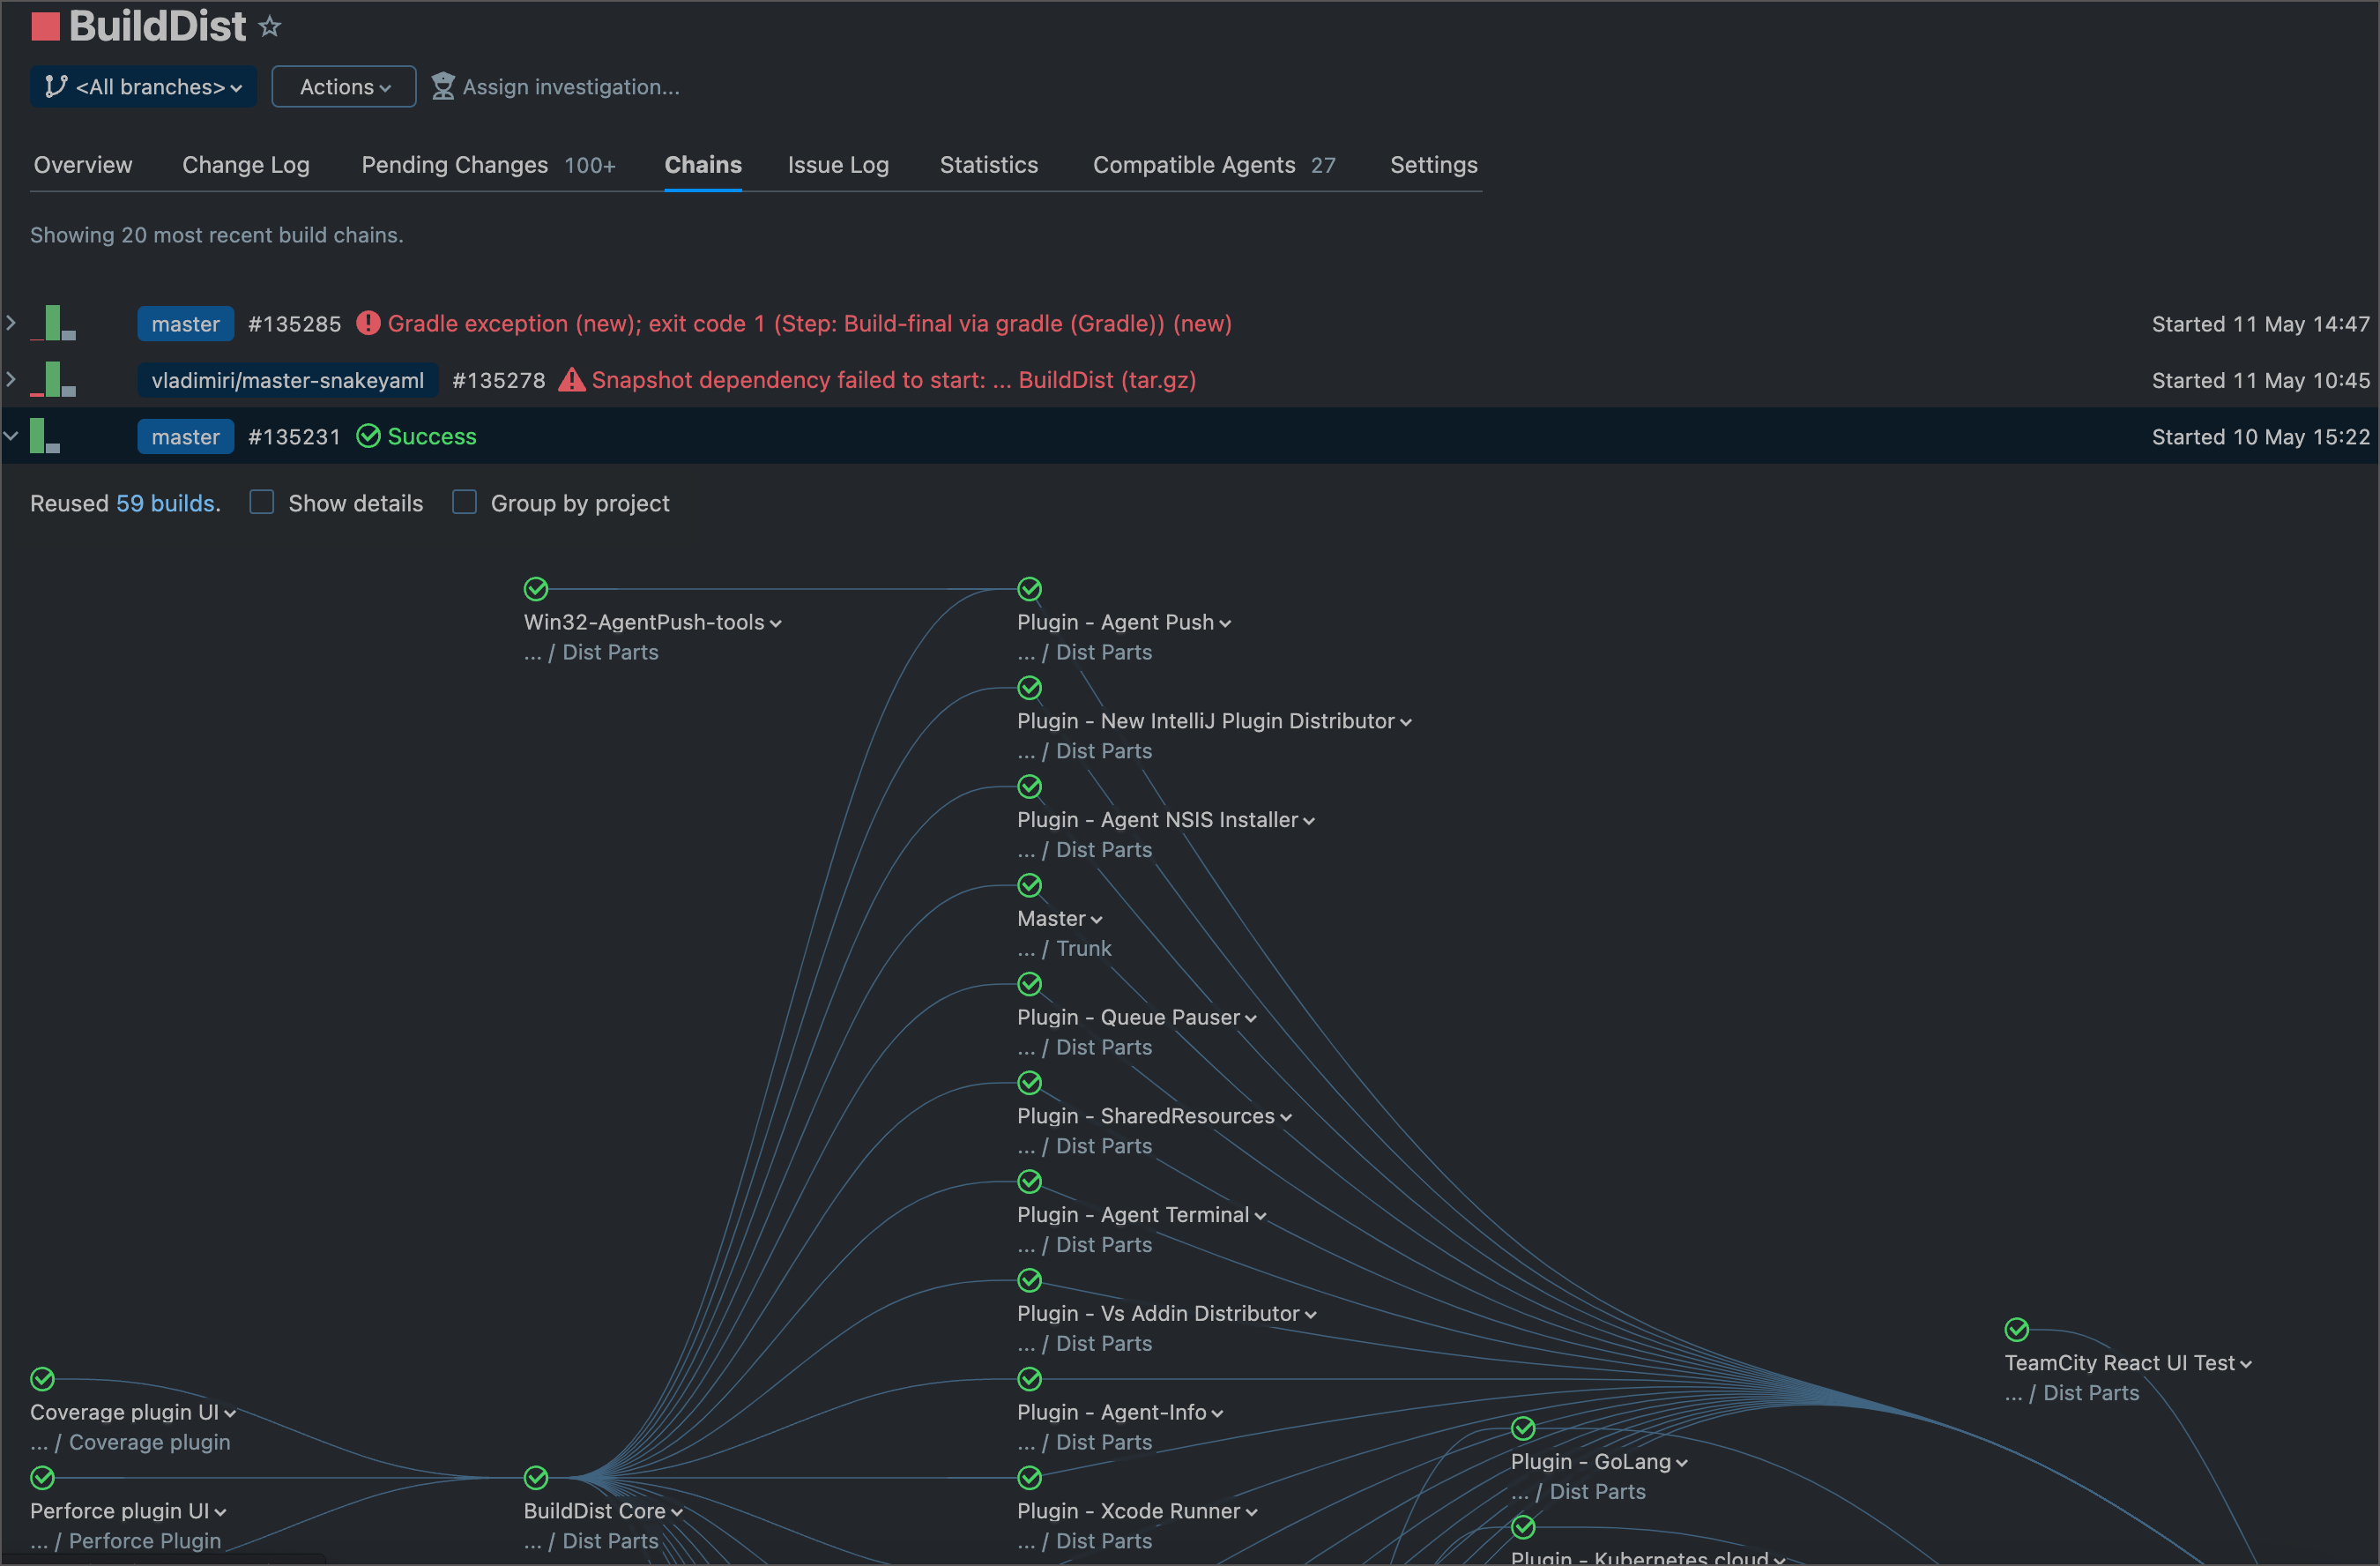 BuildDist
<All branches>
Actions
Assign investigation...
Overview
Change Log
Pending Changes 100+
Chains
Issue Log
Statistics
Compatible Agents 27
Settings
Showing 20 most recent build chains.
master #135285 Gradle exception (new); exit code 1 (Step: Build-final via gradle (Gradle)) (new) Started 11 May 14:47
vladimiri/master-snakeyaml #135278 Snapshot dependency failed to start: ... BuildDist (tar.gz) Started 11 May 10:45
master #135231 Success Started 10 May 15:22
Reused 59 builds. Show details Group by project
Win32-AgentPush-tools
... / Dist Parts
Plugin - Agent Push
... / Dist Parts
Plugin - New IntelliJ Plugin Distributor
... / Dist Parts
Plugin - Agent NSIS Installer
... / Dist Parts
Master
... / Trunk
Plugin - Queue Pauser
... / Dist Parts
Plugin - SharedResources
... / Dist Parts
Plugin - Agent Terminal
... / Dist Parts
Plugin - Vs Addin Distributor
... / Dist Parts
TeamCity React UI Test
... / Dist Parts
Coverage plugin UI
... / Coverage plugin
Plugin - Agent-Info
... / Dist Parts
Plugin - GoLang
... / Dist Parts
Perforce plugin UI
... / Perforce Plugin
BuildDist Core
... / Dist Parts
Plugin - Xcode Runner
... / Dist Parts
Plugin - Kubernetes cloud